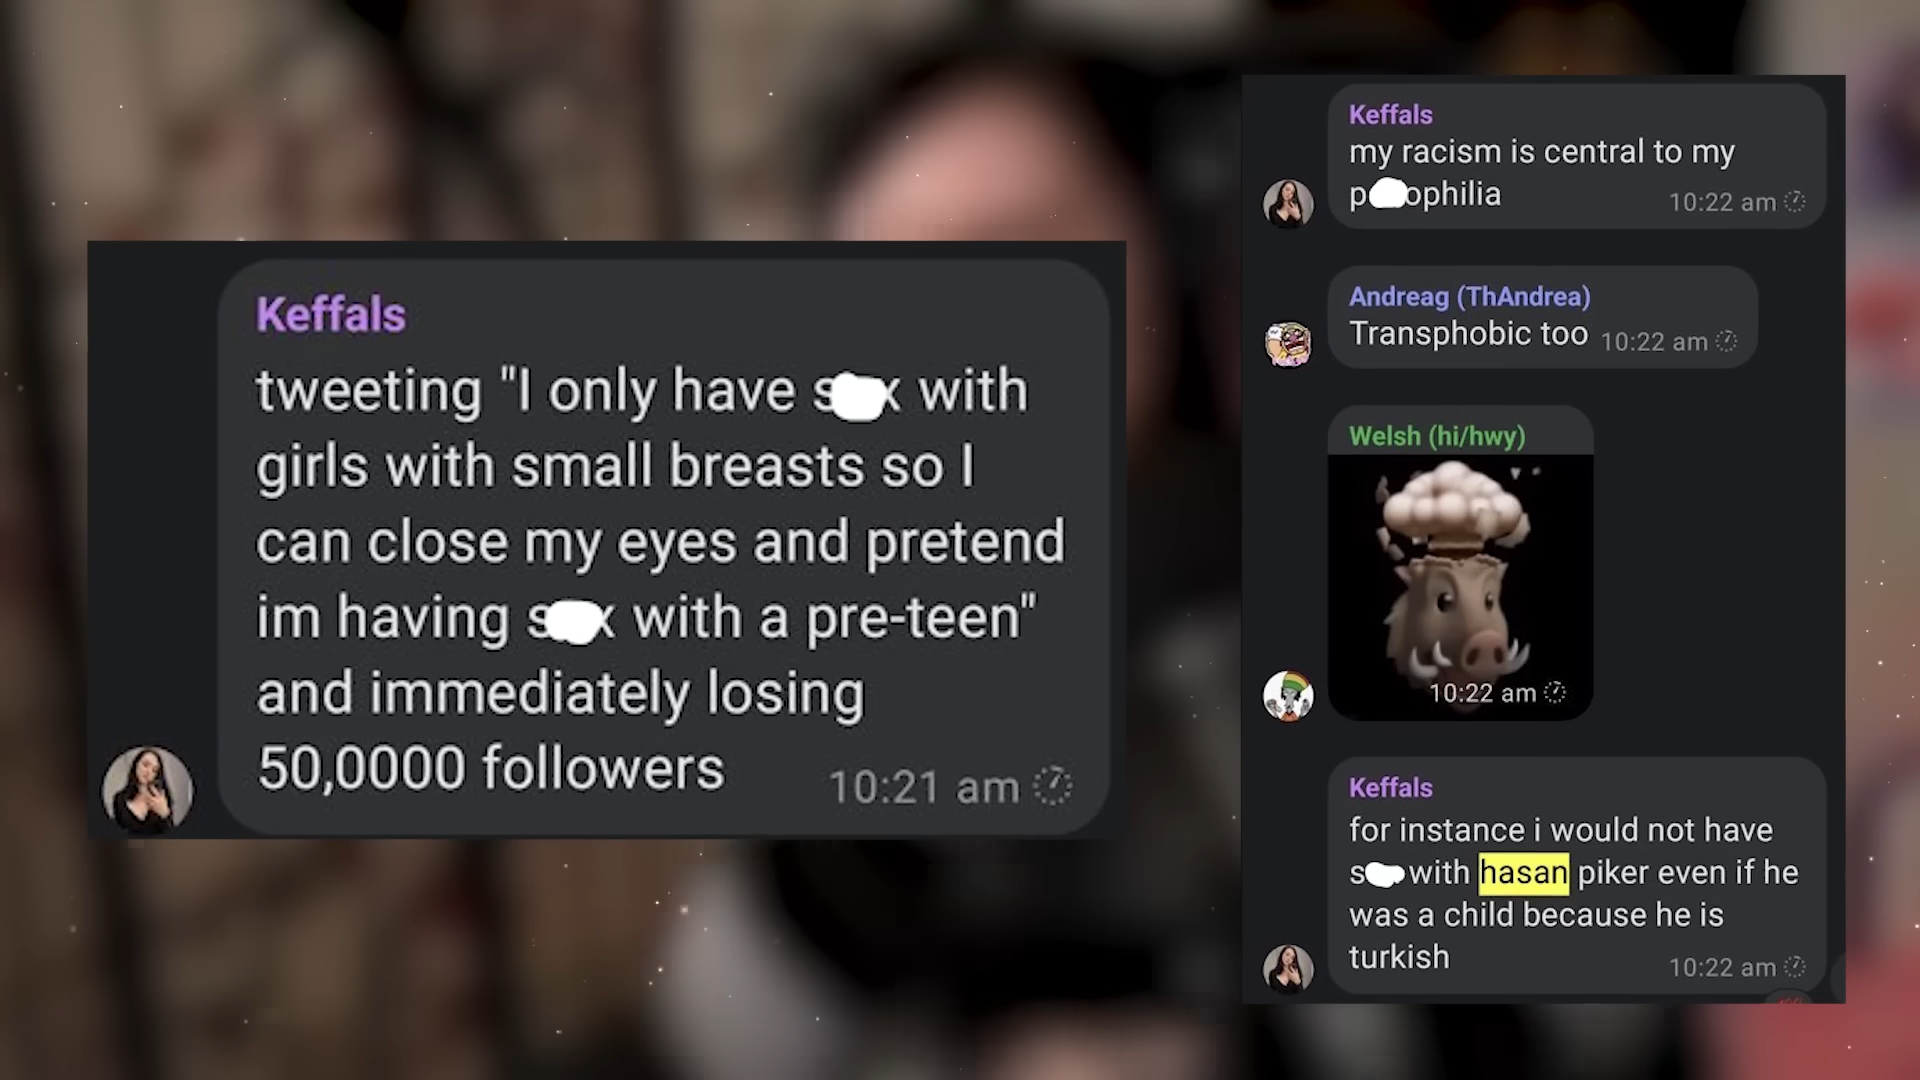 Keffals
tweeting "I only have s x with
girls with small breasts so I
can close my eyes and pretend
im having s x with a pre-teen"
and immediately losing
50,0000 followers
10:21 am
Keffals
my racism is central to my
p ophilia
10:22 am
Andreag (ThAndrea)
Transphobic too 10:22 am
Welsh (hi/hwy)
10:22 am
Keffals
for instance i would not have
s with hasan piker even if he
was a child because he is
turkish
10:22 am